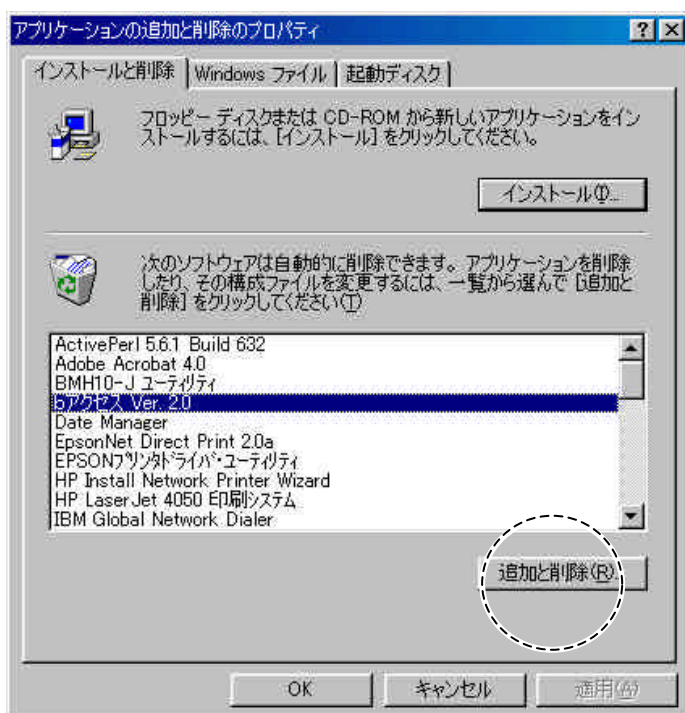 アプリケーションの追加と削除のプロパティ
インストールと削除 Windows ファイル 起動ディスク
フロッピー ディスクまたは CD-ROM から新しいアプリケーションをイン
ストールするには、[インストール] をクリックしてください。
インストール(I)...
次のソフトウェアは自動的に削除できます。アプリケーションを削除
したり、その構成ファイルを変更するには、一覧から選んで [追加と
削除] をクリックしてください(T)
ActivePerl 5.6.1 Build 632
Adobe Acrobat 4.0
BMH10-J ユーティリティ
bアクセス Ver. 2.0
Date Manager
EpsonNet Direct Print 2.0a
EPSONプリンタドライバ・ユーティリティ
HP Install Network Printer Wizard
HP LaserJet 4050 印刷システム
IBM Global Network Dialer
追加と削除(R)...
OK キャンセル 適用(A)